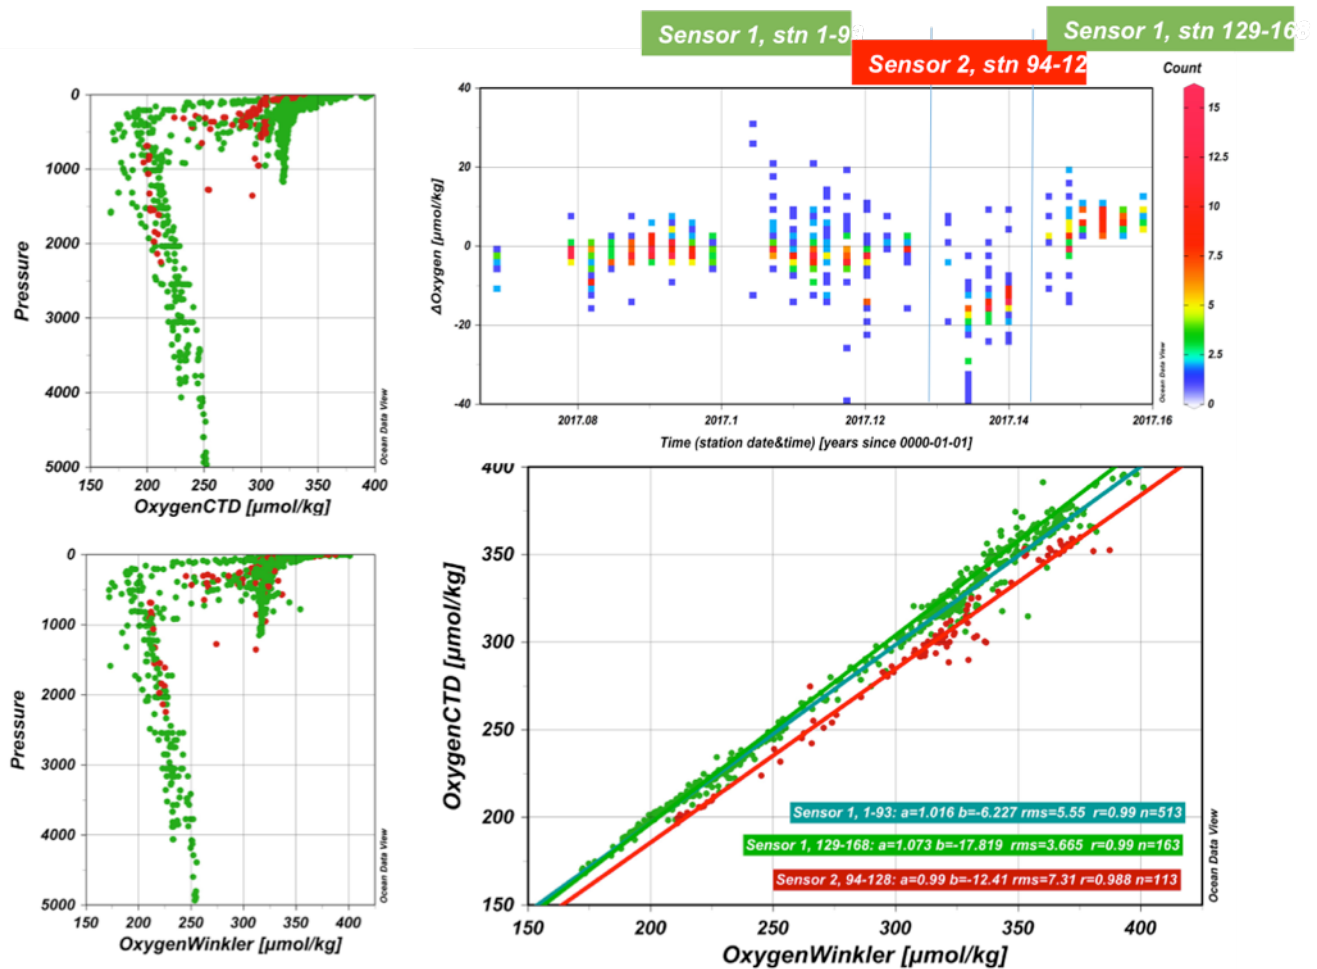 Sensor 1, stn 1-9
Sensor 1, stn 129-16
Sensor 2, stn 94-12
Count
0
1000
2000
3000
4000
5000
Pressure
150
200
250
300
350
400
OxygenCTD [µmol/kg]
Ocean Data View
40
20
0
-20
-40
ΔOxygen [µmol/kg]
2017.08
2017.1
2017.12
2017.14
2017.16
Time (station date&time) [years since 0000-01-01]
Ocean Data View
15
12.5
10
7.5
5
2.5
0
0
1000
2000
3000
4000
5000
Pressure
150
200
250
300
350
400
OxygenWinkler [µmol/kg]
Ocean Data View
400
350
300
250
200
150
OxygenCTD [µmol/kg]
Sensor 1, 1-93: a=1.016 b=-6.227 rms=5.55 r=0.99 n=513
Sensor 1, 129-168: a=1.073 b=-17.819 rms=3.665 r=0.99 n=163
Sensor 2, 94-128: a=0.99 b=-12.41 rms=7.31 r=0.988 n=113
150
200
250
300
350
400
OxygenWinkler [µmol/kg]
Ocean Data View